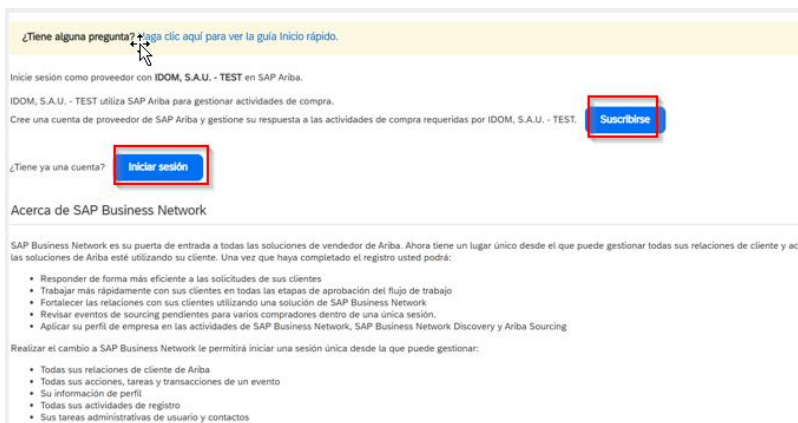 ¿Tiene alguna pregunta? Haga clic aquí para ver la guía Inicio rápido.
Inicie sesión como proveedor con IDOM, S.A.U. - TEST en SAP Ariba.
IDOM, S.A.U. - TEST utiliza SAP Ariba para gestionar actividades de compra.
Cree una cuenta de proveedor de SAP Ariba y gestione su respuesta a las actividades de compra requeridas por IDOM, S.A.U. - TEST. Suscribirse
¿Tiene ya una cuenta? Iniciar sesión
Acerca de SAP Business Network
SAP Business Network es su puerta de entrada a todas las soluciones de vendedor de Ariba. Ahora tiene un lugar único desde el que puede gestionar todas sus relaciones de cliente y ac
las soluciones de Ariba esté utilizando su cliente. Una vez que haya completado el registro usted podrá:
• Responder de forma más eficiente a las solicitudes de sus clientes
• Trabajar más rápidamente con sus clientes en todas las etapas de aprobación del flujo de trabajo
• Fortalecer las relaciones con sus clientes utilizando una solución de SAP Business Network
• Revisar eventos de sourcing pendientes para varios compradores dentro de una única sesión.
• Aplicar su perfil de empresa en las actividades de SAP Business Network, SAP Business Network Discovery y Ariba Sourcing
Realizar el cambio a SAP Business Network le permitirá iniciar una sesión única desde la que puede gestionar:
• Todas sus relaciones de cliente de Ariba
• Todas sus acciones, tareas y transacciones de un evento
• Su información de perfil
• Todas sus actividades de registro
• Sus tareas administrativas de usuario y contactos